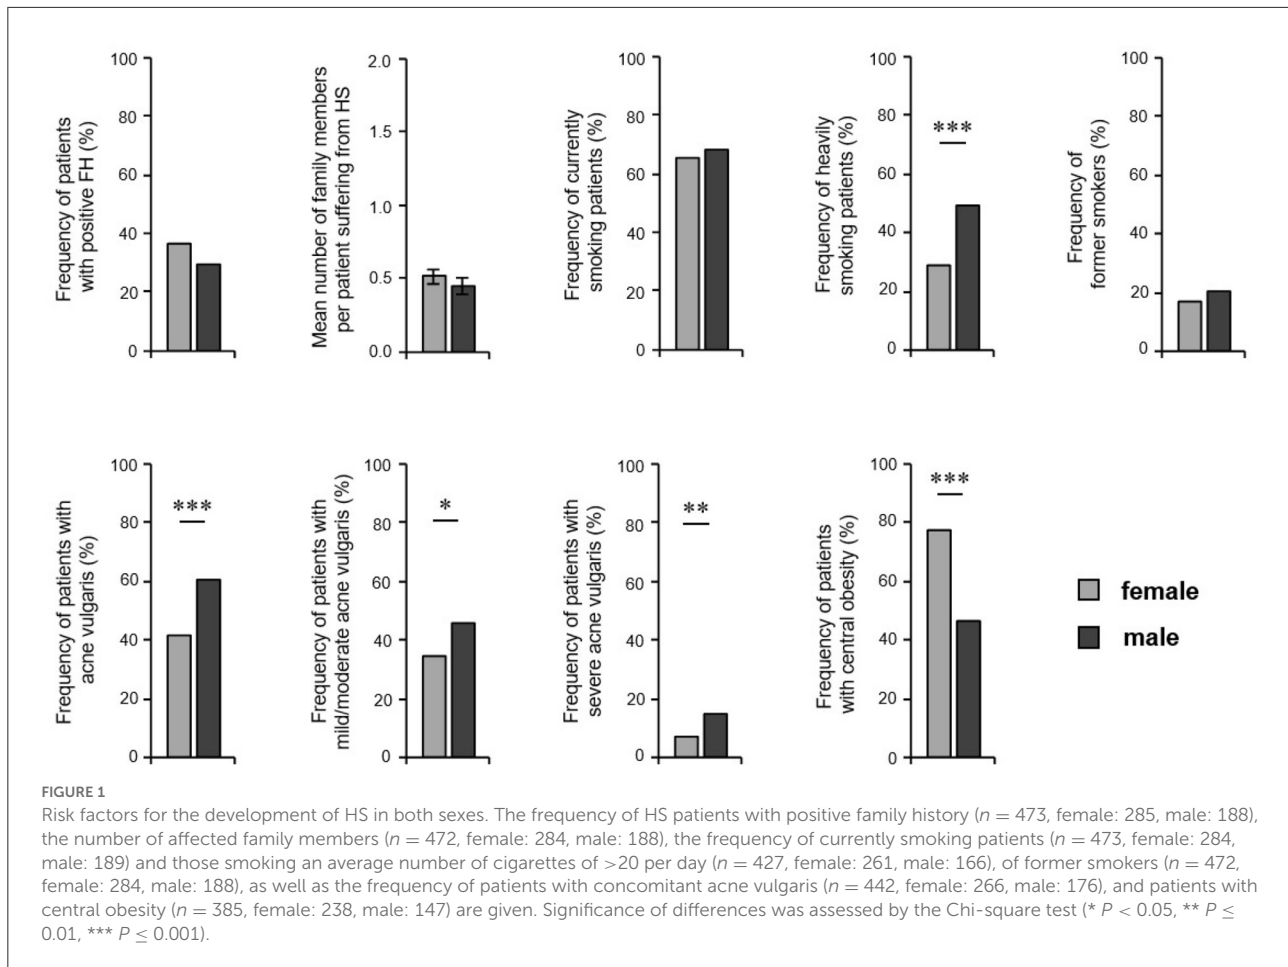 Frequency of patients
with positive FH (%)
100
80
60
40
20
0
Mean number of family members
per patient suffering from HS
2.0
1.5
1.0
0.5
0.0
Frequency of currently
smoking patients (%)
100
80
60
40
20
0
Frequency of heavily
smoking patients (%)
100
80
60
40
20
0
***
Frequency of
former smokers (%)
100
80
60
40
20
0
Frequency of patients with
acne vulgaris (%)
100
80
60
40
20
0
***
Frequency of patients with
mild/moderate acne vulgaris (%)
100
80
60
40
20
0
*
Frequency of patients with
severe acne vulgaris (%)
100
80
60
40
20
0
**
Frequency of patients
with central obesity (%)
100
80
60
40
20
0
***
female
male
FIGURE 1
Risk factors for the development of HS in both sexes. The frequency of HS patients with positive family history (n = 473, female: 285, male: 188),
the number of affected family members (n = 472, female: 284, male: 188), the frequency of currently smoking patients (n = 473, female: 284,
male: 189) and those smoking an average number of cigarettes of >20 per day (n = 427, female: 261, male: 166), of former smokers (n = 472,
female: 284, male: 188), as well as the frequency of patients with concomitant acne vulgaris (n = 442, female: 266, male: 176), and patients with
central obesity (n = 385, female: 238, male: 147) are given. Significance of differences was assessed by the Chi-square test (* P < 0.05, ** P ≤
0.01, *** P ≤ 0.001).